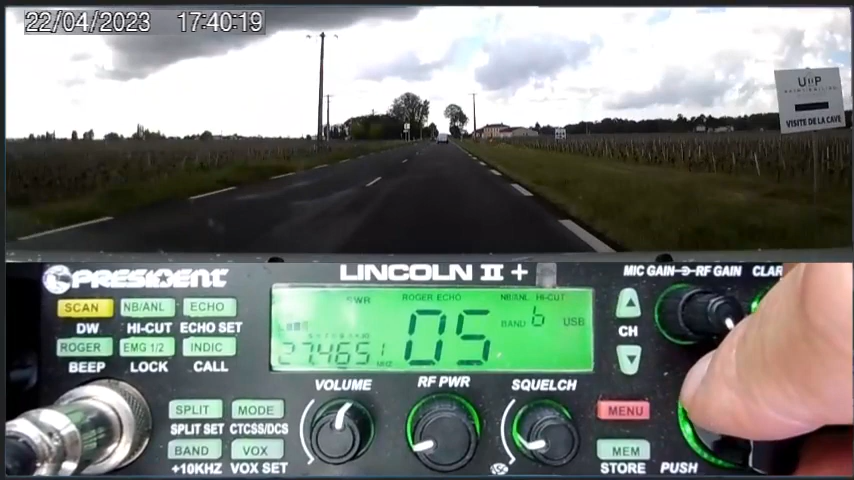 22/04/2023 17:40:19
UiiP
VISITE DE LA CAVE
PRESIDENT
LINCOLN II +
MIC GAIN RF GAIN CLAR
SCAN NB/ANL ECHO
DW HI-CUT ECHO SET
ROGER EMG 1/2 INDIC
BEEP LOCK CALL
SWR ROGER ECHO NB/ANL HI-CUT
05 BAND 6 USB
27.4651 MHZ
CH
VOLUME RF PWR SQUELCH
SPLIT MODE
SPLIT SET CTCSS/DCS
BAND VOX
+10KHZ VOX SET
MENU
MEM
STORE PUSH